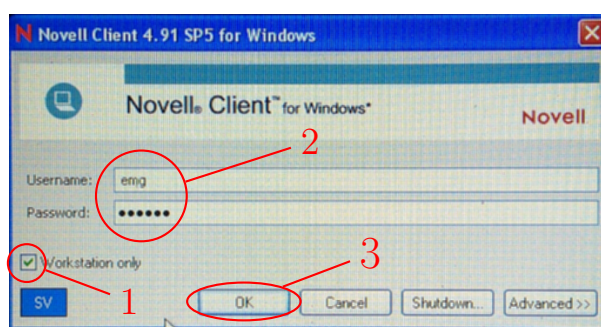 Novell Client 4.91 SP5 for Windows
Novell® Client™ for Windows*
Novell
2
Username: emg
Password: ••••••
3
Workstation only
1
SV OK Cancel Shutdown... Advanced >>